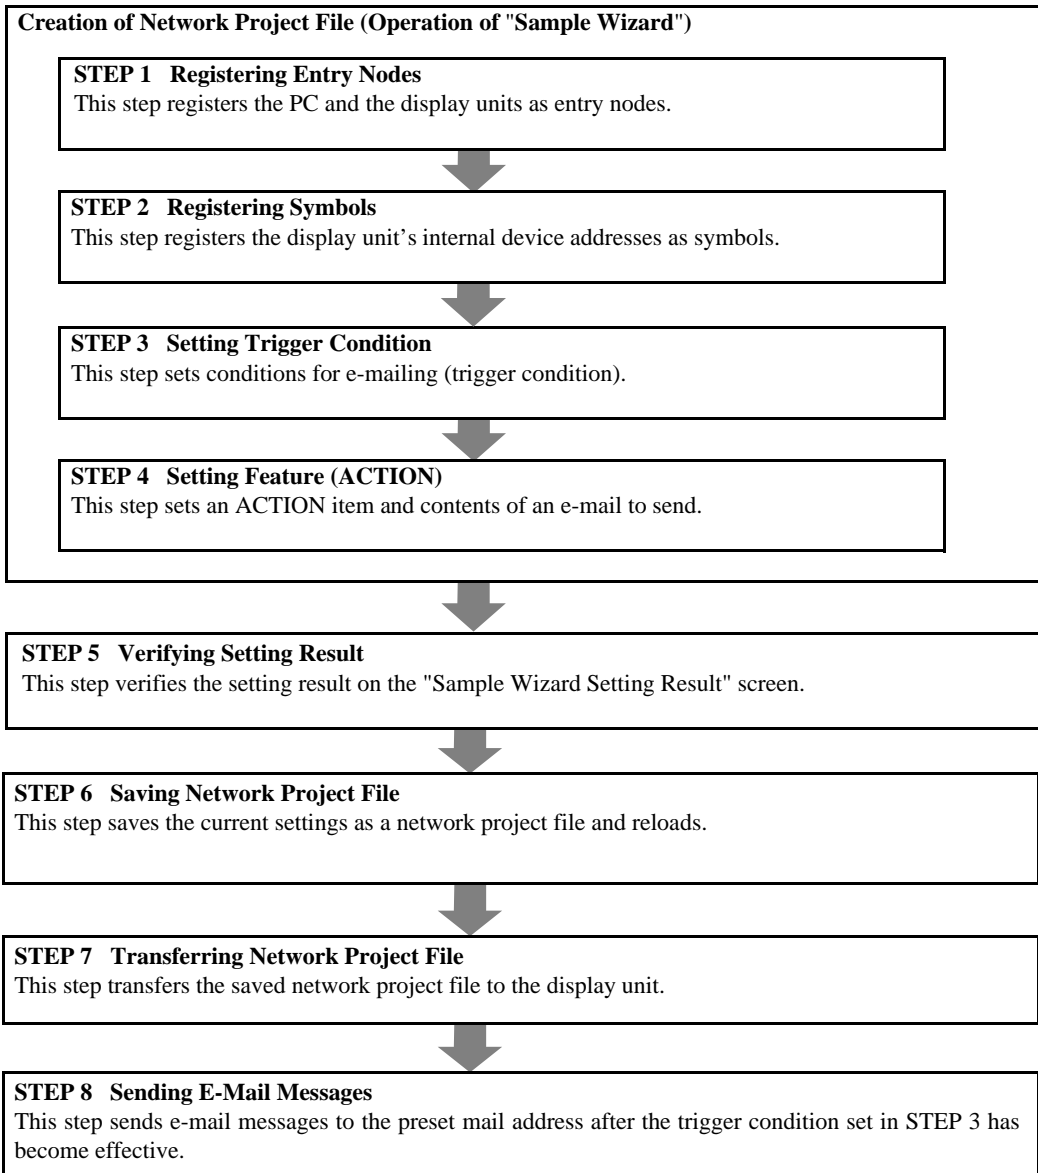 Creation of Network Project File (Operation of "Sample Wizard")
STEP 1 Registering Entry Nodes
This step registers the PC and the display units as entry nodes.
STEP 2 Registering Symbols
This step registers the display unit’s internal device addresses as symbols.
STEP 3 Setting Trigger Condition
This step sets conditions for e-mailing (trigger condition).
STEP 4 Setting Feature (ACTION)
This step sets an ACTION item and contents of an e-mail to send.
STEP 5 Verifying Setting Result
This step verifies the setting result on the "Sample Wizard Setting Result" screen.
STEP 6 Saving Network Project File
This step saves the current settings as a network project file and reloads.
STEP 7 Transferring Network Project File
This step transfers the saved network project file to the display unit.
STEP 8 Sending E-Mail Messages
This step sends e-mail messages to the preset mail address after the trigger condition set in STEP 3 has
become effective.